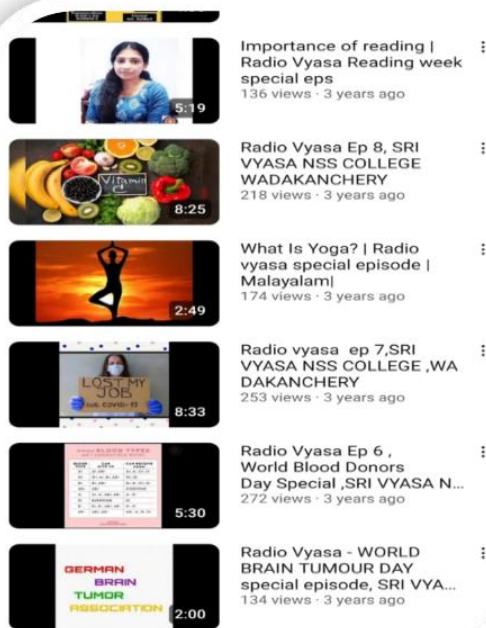 Importance of reading |
Radio Vyasa Reading week
special eps
136 views · 3 years ago
5:19
Radio Vyasa Ep 8, SRI
VYASA NSS COLLEGE
WADAKANCHERY
218 views · 3 years ago
Vitamin
C
8:25
What Is Yoga? | Radio
vyasa special episode |
Malayalam|
174 views · 3 years ago
2:49
Radio vyasa ep 7,SRI
VYASA NSS COLLEGE ,WA
DAKANCHERY
253 views · 3 years ago
LOST MY
JOB
8:33
Radio Vyasa Ep 6 ,
World Blood Donors
Day Special ,SRI VYASA N...
272 views · 3 years ago
BLOOD TYPES
5:30
Radio Vyasa - WORLD
BRAIN TUMOUR DAY
special episode, SRI VYA...
134 views · 3 years ago
GERMAN
BRAIN
TUMOR
ASSOCIATION
2:00